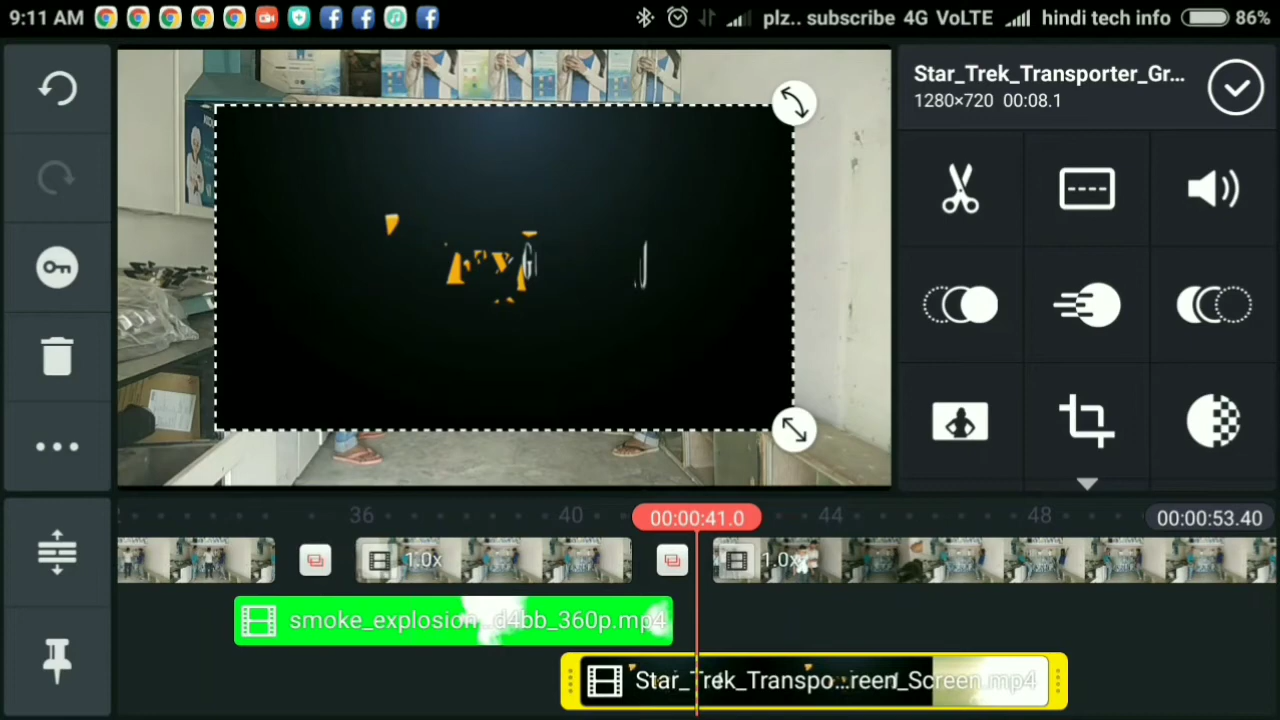 9:11 AM plz.. subscribe 4G VoLTE hindi tech info 86%
Star_Trek_Transporter_Gr...
1280×720 00:08.1
36 40 00:00:41.0 44 48 00:00:53.40
1.0x 1.0x
smoke_explosion...d4bb_360p.mp4
Star_Trek_Transpo...reen_Screen.mp4